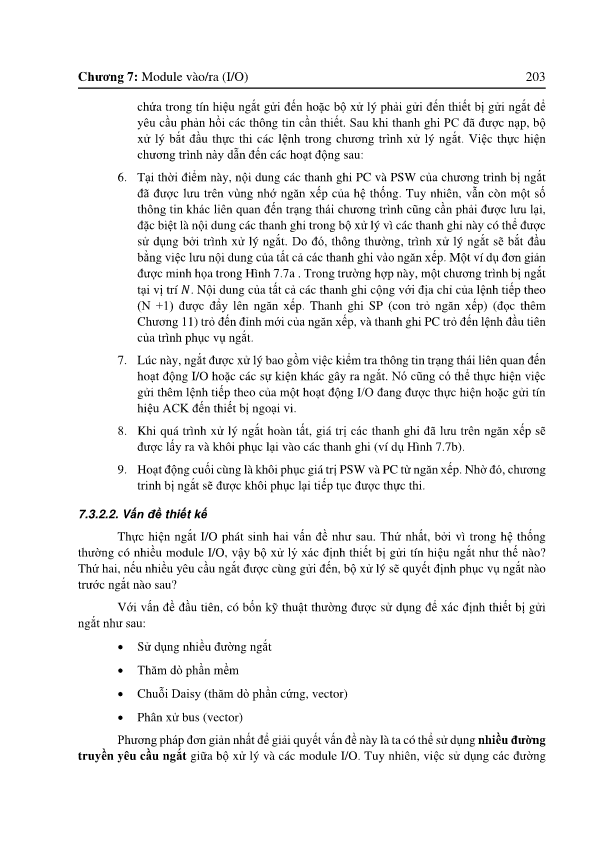 Chương 7: Module vào/ra (I/O) 203
chứa trong tín hiệu ngắt gửi đến hoặc bộ xử lý phải gửi đến thiết bị gửi ngắt để
yêu cầu phản hồi các thông tin cần thiết. Sau khi thanh ghi PC đã được nạp, bộ
xử lý bắt đầu thực thi các lệnh trong chương trình xử lý ngắt. Việc thực hiện
chương trình này dẫn đến các hoạt động sau:
6. Tại thời điểm này, nội dung các thanh ghi PC và PSW của chương trình bị ngắt
đã được lưu trên vùng nhớ ngăn xếp của hệ thống. Tuy nhiên, vẫn còn một số
thông tin khác liên quan đến trạng thái chương trình cũng cần phải được lưu lại,
đặc biệt là nội dung các thanh ghi trong bộ xử lý vì các thanh ghi này có thể được
sử dụng bởi trình xử lý ngắt. Do đó, thông thường, trình xử lý ngắt sẽ bắt đầu
bằng việc lưu nội dung của tất cả các thanh ghi vào ngăn xếp. Một ví dụ đơn giản
được minh họa trong Hình 7.7a . Trong trường hợp này, một chương trình bị ngắt
tại vị trí N. Nội dung của tất cả các thanh ghi cộng với địa chỉ của lệnh tiếp theo
(N +1) được đẩy lên ngăn xếp. Thanh ghi SP (con trỏ ngăn xếp) (đọc thêm
Chương 11) trỏ đến đỉnh mới của ngăn xếp, và thanh ghi PC trỏ đến lệnh đầu tiên
của trình phục vụ ngắt.
7. Lúc này, ngắt được xử lý bao gồm việc kiểm tra thông tin trạng thái liên quan đến
hoạt động I/O hoặc các sự kiện khác gây ra ngắt. Nó cũng có thể thực hiện việc
gửi thêm lệnh tiếp theo của một hoạt động I/O đang được thực hiện hoặc gửi tín
hiệu ACK đến thiết bị ngoại vi.
8. Khi quá trình xử lý ngắt hoàn tất, giá trị các thanh ghi đã lưu trên ngăn xếp sẽ
được lấy ra và khôi phục lại vào các thanh ghi (ví dụ Hình 7.7b).
9. Hoạt động cuối cùng là khôi phục giá trị PSW và PC từ ngăn xếp. Nhờ đó, chương
trình bị ngắt sẽ được khôi phục lại tiếp tục được thực thi.
7.3.2.2. Vấn đề thiết kế
Thực hiện ngắt I/O phát sinh hai vấn đề như sau. Thứ nhất, bởi vì trong hệ thống
thường có nhiều module I/O, vậy bộ xử lý xác định thiết bị gửi tín hiệu ngắt như thế nào?
Thứ hai, nếu nhiều yêu cầu ngắt được cùng gửi đến, bộ xử lý sẽ quyết định phục vụ ngắt nào
trước ngắt nào sau?
Với vấn đề đầu tiên, có bốn kỹ thuật thường được sử dụng để xác định thiết bị gửi
ngắt như sau:
• Sử dụng nhiều đường ngắt
• Thăm dò phần mềm
• Chuỗi Daisy (thăm dò phần cứng, vector)
• Phân xử bus (vector)
Phương pháp đơn giản nhất để giải quyết vấn đề này là ta có thể sử dụng nhiều đường
truyền yêu cầu ngắt giữa bộ xử lý và các module I/O. Tuy nhiên, việc sử dụng các đường